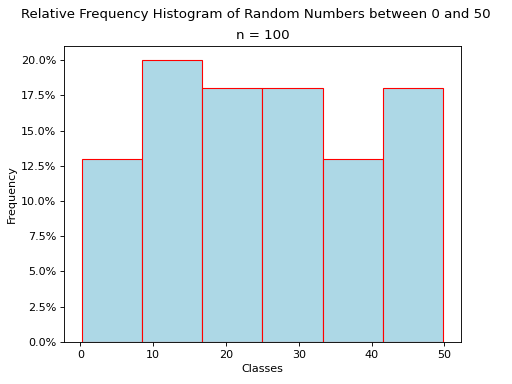 Relative Frequency Histogram of Random Numbers between 0 and 50
n = 100
20.0%
17.5%
15.0%
12.5%
10.0%
7.5%
5.0%
2.5%
0.0%
Frequency
0 10 20 30 40 50
Classes